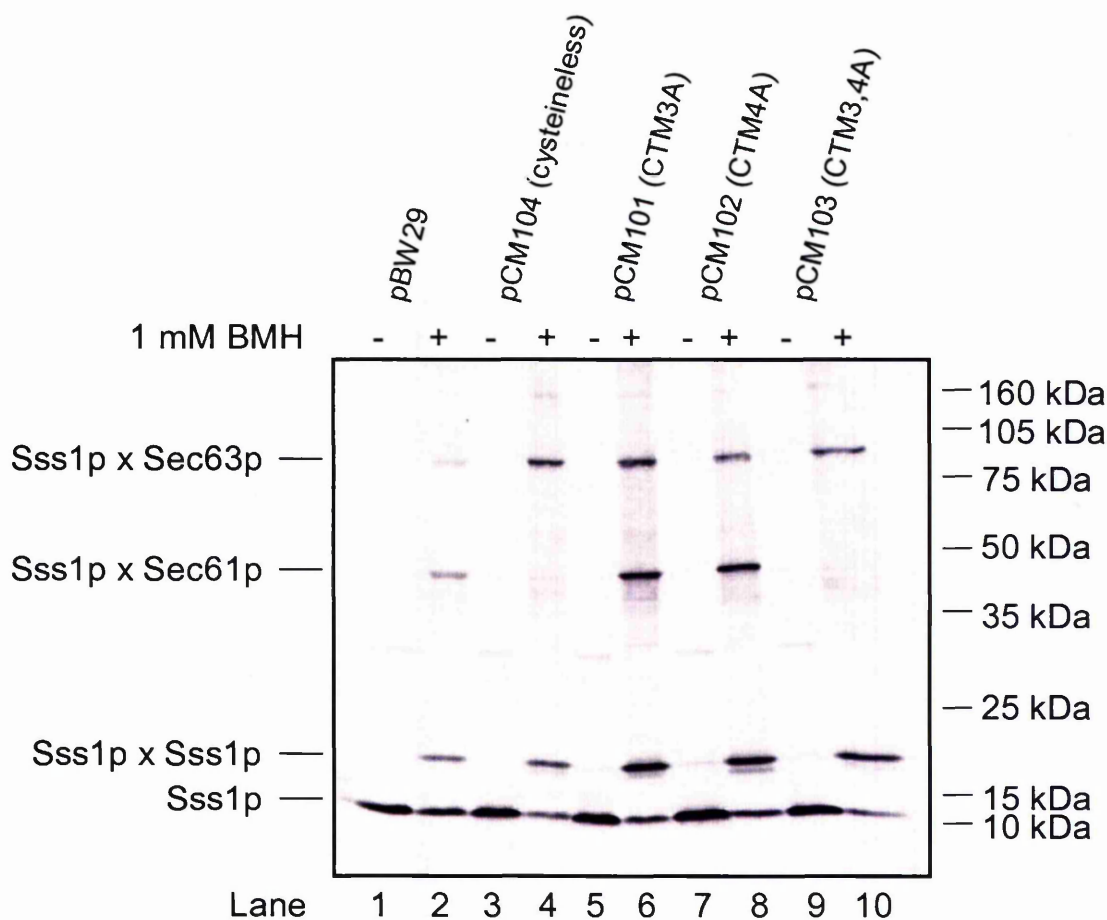 pBW29
pCM104 (cysteineless)
pCM101 (CTM3A)
pCM102 (CTM4A)
pCM103 (CTM3,4A)
1 mM BMH - + - + - + - + - +
160 kDa
105 kDa
Sss1p x Sec63p
75 kDa
50 kDa
Sss1p x Sec61p
35 kDa
25 kDa
Sss1p x Sss1p
Sss1p
15 kDa
10 kDa
Lane 1 2 3 4 5 6 7 8 9 10